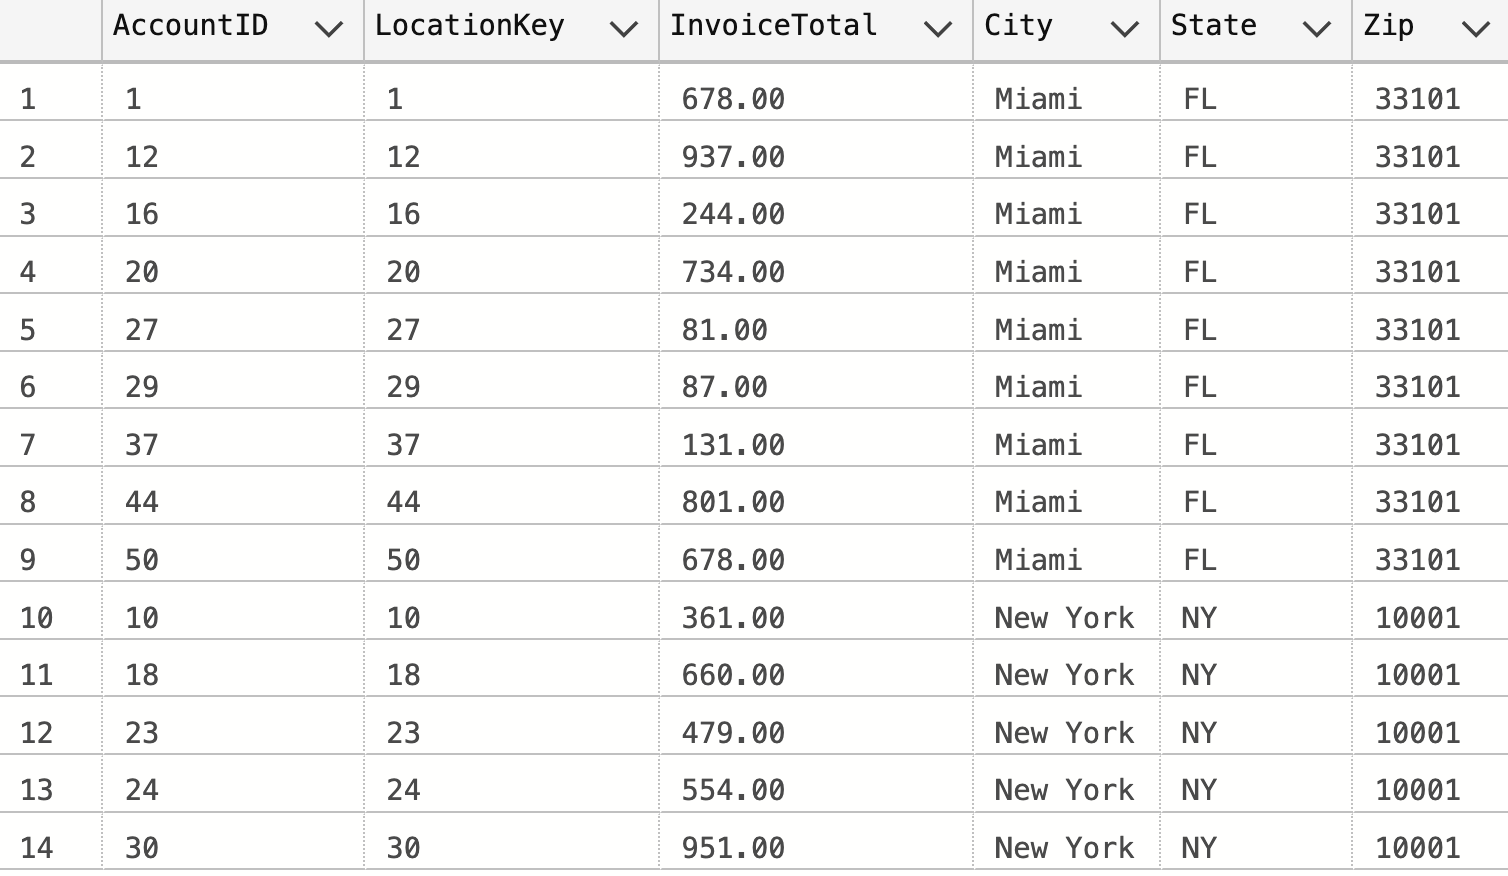 AccountID LocationKey InvoiceTotal City State Zip
1 1 1 678.00 Miami FL 33101
2 12 12 937.00 Miami FL 33101
3 16 16 244.00 Miami FL 33101
4 20 20 734.00 Miami FL 33101
5 27 27 81.00 Miami FL 33101
6 29 29 87.00 Miami FL 33101
7 37 37 131.00 Miami FL 33101
8 44 44 801.00 Miami FL 33101
9 50 50 678.00 Miami FL 33101
10 10 10 361.00 New York NY 10001
11 18 18 660.00 New York NY 10001
12 23 23 479.00 New York NY 10001
13 24 24 554.00 New York NY 10001
14 30 30 951.00 New York NY 10001